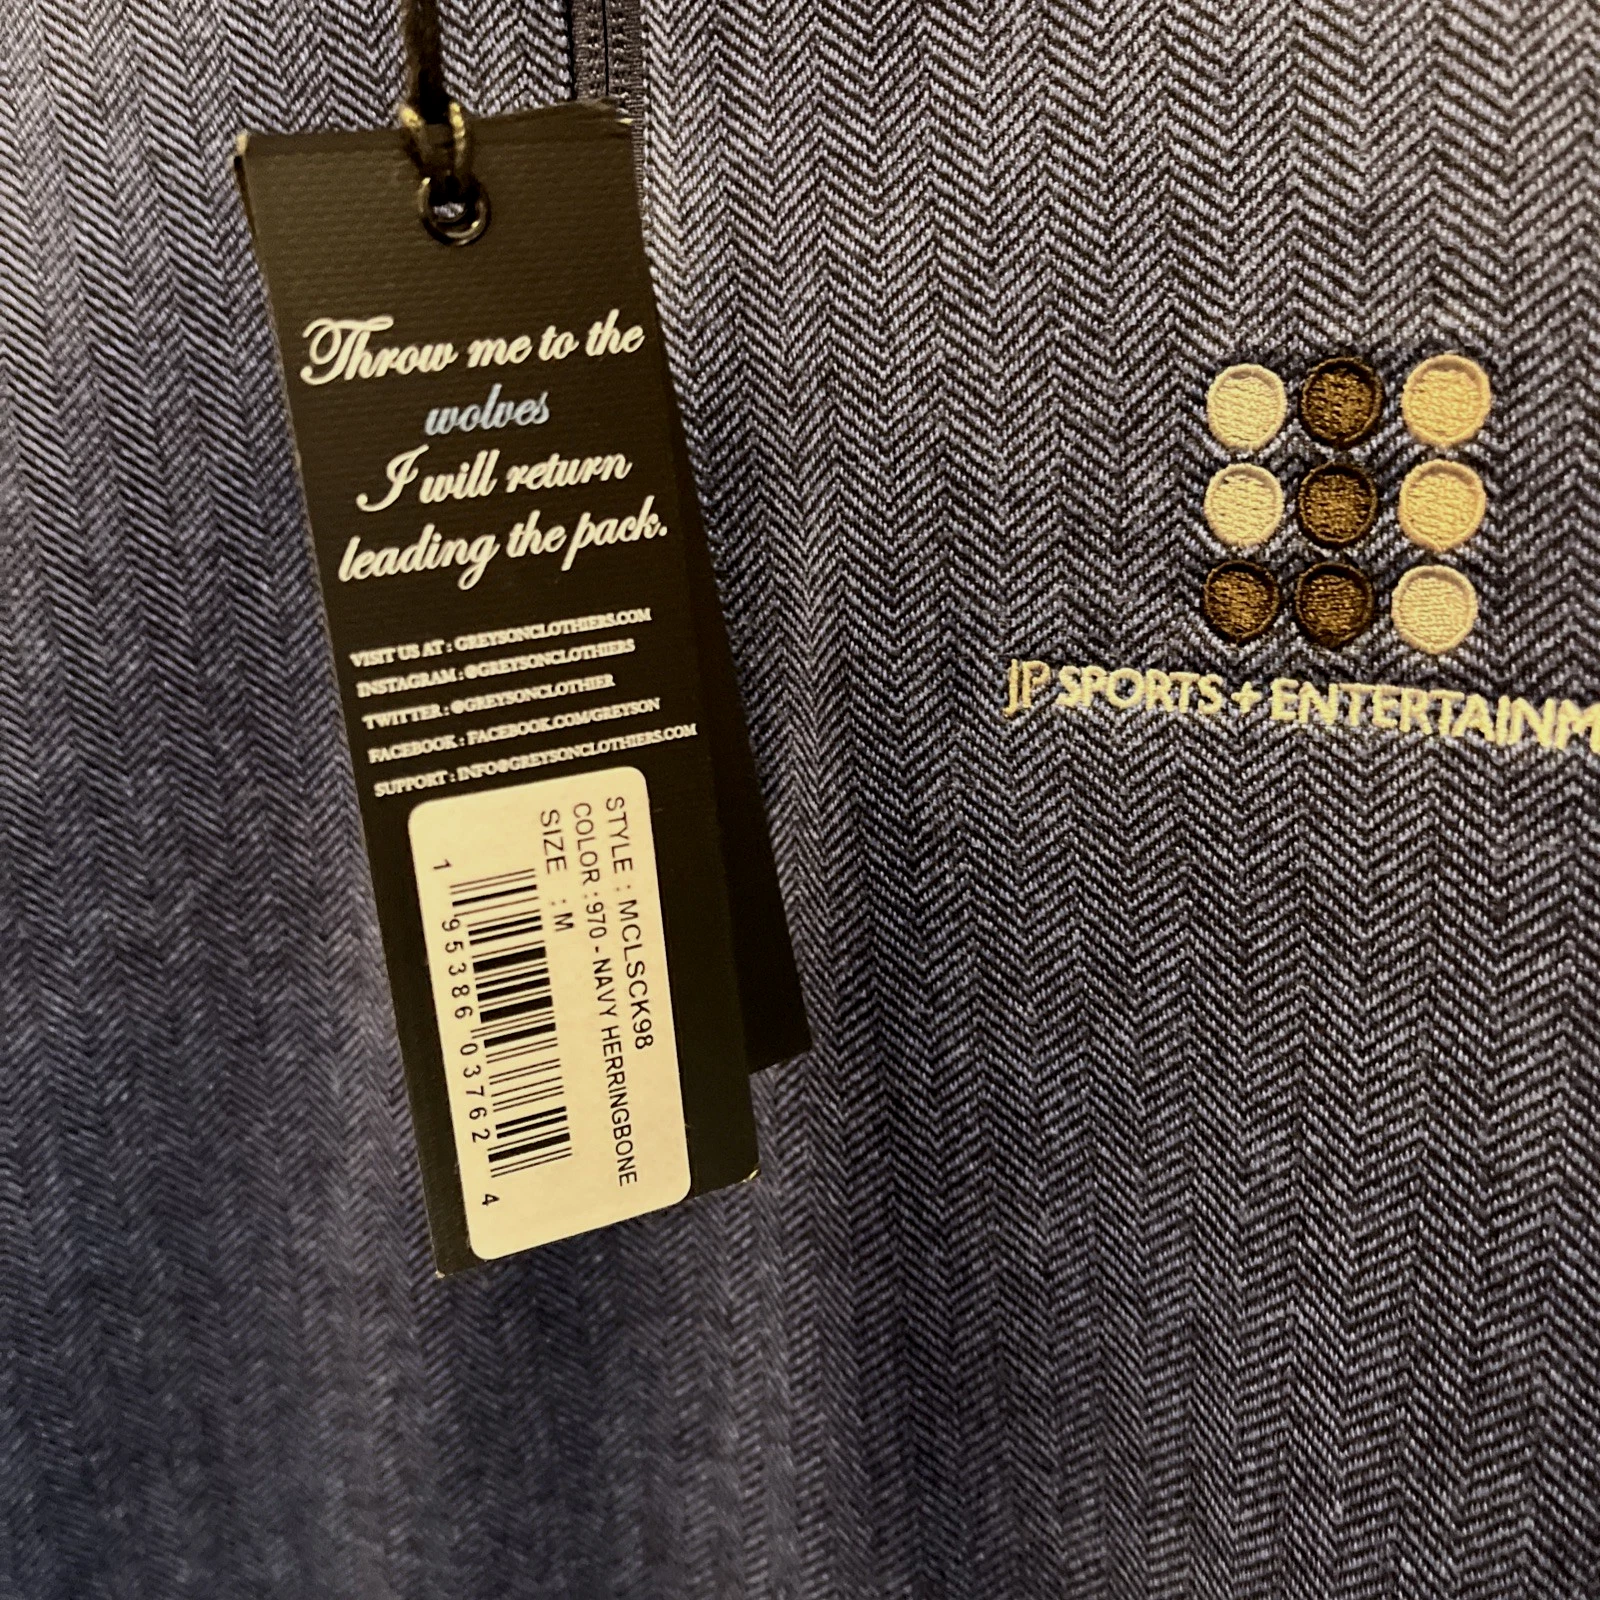 Throw me to the
wolves
I will return
leading the pack.
VISIT US AT : GREYSONCLOTHIERS.COM
INSTAGRAM : @GREYSONCLOTHIERS
TWITTER : @GREYSONCLOTHIER
FACEBOOK : FACEBOOK.COM/GREYSON
SUPPORT : INFO@GREYSONCLOTHIERS.COM
STYLE : MCLSCK98
COLOR : 970 - NAVY HERRINGBONE
SIZE : M
1 95386 03762 4
JP SPORTS + ENTERTAINM